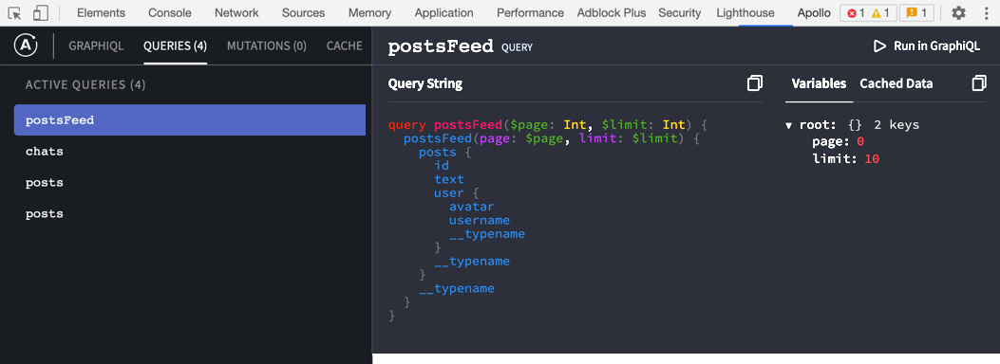 Elements Console Network Sources Memory Application Performance Adblock Plus Security Lighthouse Apollo 1 1 1
A GRAPHIQL QUERIES (4) MUTATIONS (0) CACHE
ACTIVE QUERIES (4)
postsFeed
chats
posts
posts
postsFeed QUERY Run in GraphiQL
Query String
query postsFeed($page: Int, $limit: Int) {
postsFeed(page: $page, limit: $limit) {
posts {
id
text
user {
avatar
username
__typename
}
__typename
}
__typename
}
}
Variables Cached Data
▼ root: {} 2 keys
page: 0
limit: 10